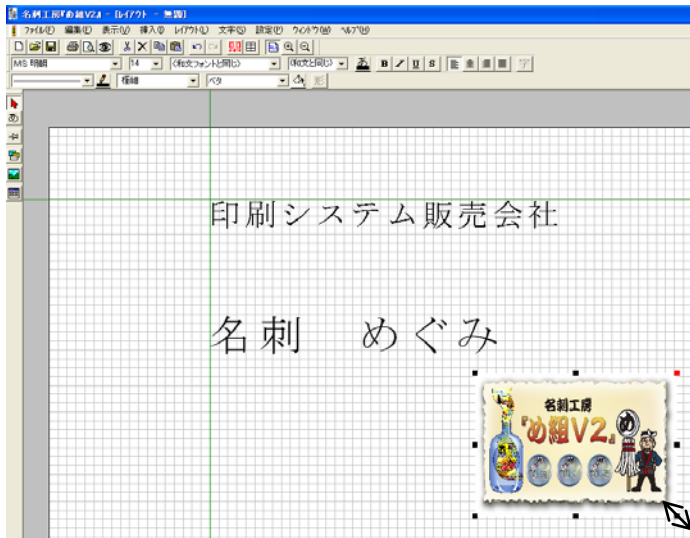 名刺工房『め組V2』 - [レイアウト - 無題]
ファイル(F) 編集(E) 表示(V) 挿入(I) レイアウト(L) 文字(S) 設定(P) ウィンドウ(W) ヘルプ(H)
MS 明朝 14 (和文フォントと同じ) (和文と同じ) B I U S 字
極細 ベタ 形
印刷システム販売会社
名刺 めぐみ
名刺工房
『め組V2』
め